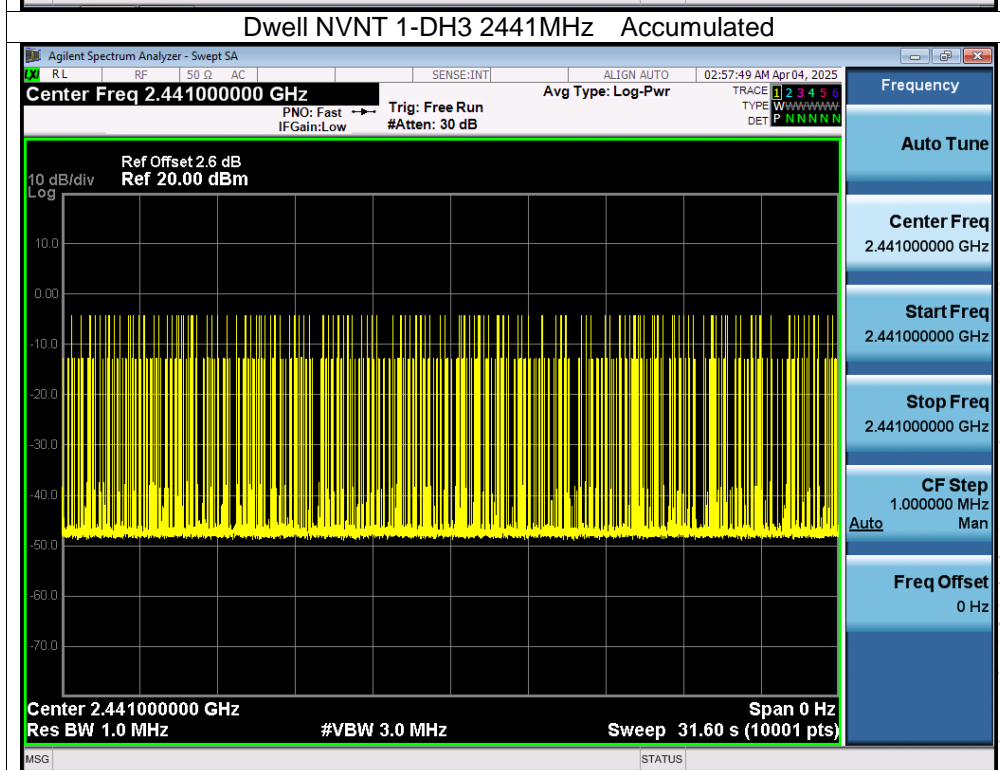 Dwell NVNT 1-DH3 2441MHz Accumulated
Agilent Spectrum Analyzer - Swept SA
LXI RL RF 50 Ω AC SENSE:INT ALIGN AUTO 02:57:49 AM Apr 04, 2025
Center Freq 2.441000000 GHz
PNO: Fast
IFGain:Low
Trig: Free Run
#Atten: 30 dB
Avg Type: Log-Pwr
TRACE 1 2 3 4 5 6
TYPE WWWWWWW
DET P N N N N N
Ref Offset 2.6 dB
10 dB/div Ref 20.00 dBm
Log
10.0
0.00
-10.0
-20.0
-30.0
-40.0
-50.0
-60.0
-70.0
Center 2.441000000 GHz Span 0 Hz
Res BW 1.0 MHz #VBW 3.0 MHz Sweep 31.60 s (10001 pts)
MSG STATUS
Frequency
Auto Tune
Center Freq
2.441000000 GHz
Start Freq
2.441000000 GHz
Stop Freq
2.441000000 GHz
CF Step
1.000000 MHz
Auto Man
Freq Offset
0 Hz